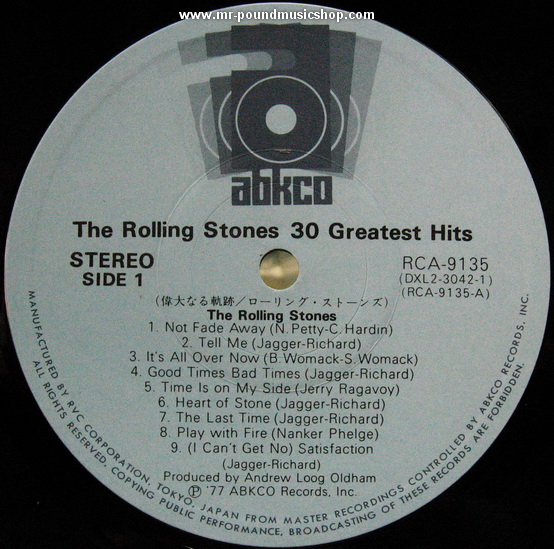 www.mr-poundmusicshop.com
abkco
The Rolling Stones 30 Greatest Hits
STEREO
SIDE 1
RCA-9135
(DXL2-3042-1)
(RCA-9135-A)
(偉大なる軌跡/ローリング・ストーンズ)
The Rolling Stones
1. Not Fade Away (N. Petty-C. Hardin)
2. Tell Me (Jagger-Richard)
3. It's All Over Now (B. Womack-S. Womack)
4. Good Times Bad Times (Jagger-Richard)
5. Time Is on My Side (Jerry Ragavoy)
6. Heart of Stone (Jagger-Richard)
7. The Last Time (Jagger-Richard)
8. Play with Fire (Nanker Phelge)
9. (I Can't Get No) Satisfaction
(Jagger-Richard)
Produced by Andrew Loog Oldham
Ⓟ '77 ABKCO Records, Inc.
MANUFACTURED BY RVC CORPORATION, TOKYO, JAPAN FROM MASTER RECORDINGS CONTROLLED BY ABKCO RECORDS, INC.
ALL RIGHTS RESERVED, COPYING PUBLIC PERFORMANCE, BROADCASTING OF THESE RECORDS ARE FORBIDDEN.